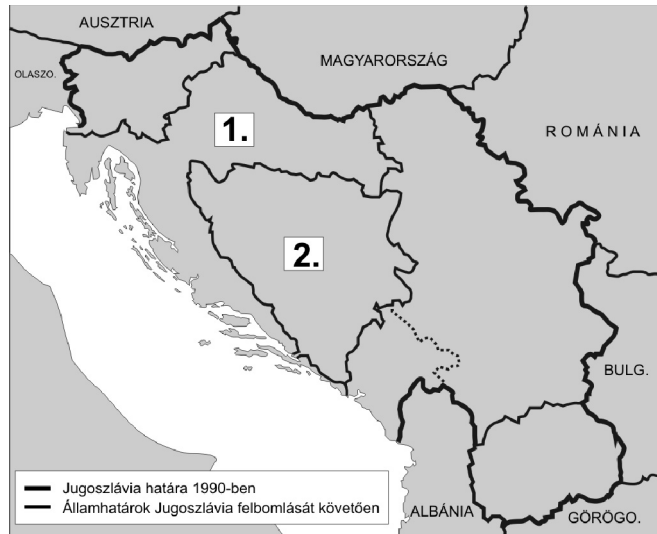 AUSZTRIA
MAGYARORSZÁG
OLASZO.
1.
ROMÁNIA
2.
BULG.
Jugoszlávia határa 1990-ben
Államhatárok Jugoszlávia felbomlását követően
ALBÁNIA
GÖRÖGO.